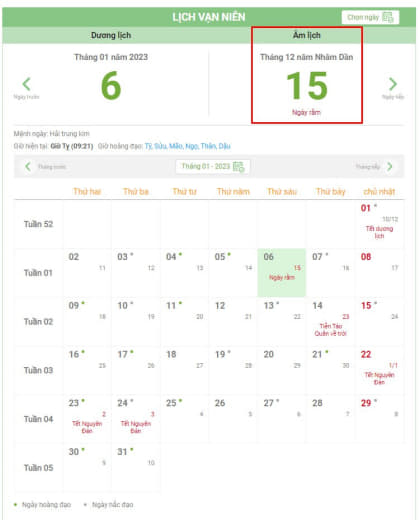 LỊCH VẠN NIÊN
Chọn ngày
Dương lịch Âm lịch
Tháng 01 năm 2023 Tháng 12 năm Nhâm Dần
6 15
Ngày trước Ngày tiếp
Ngày rằm
Mệnh ngày: Hải trung kim
Giờ hiện tại: Giờ Tỵ (09:21) Giờ hoàng đạo: Tý, Sửu, Mão, Ngọ, Thân, Dậu
Tháng trước Tháng 01 - 2023 Tháng tiếp
Thứ hai Thứ ba Thứ tư Thứ năm Thứ sáu Thứ bảy chủ nhật
Tuần 52 01
10/12
Tết dương
lịch
Tuần 01 02 03 04 05 06 07 08
11 12 13 14 15 16 17
Ngày rằm
Tuần 02 09 10 11 12 13 14 15
18 19 20 21 22 23 24
Tiễn Táo
Quân về trời
Tuần 03 16 17 18 19 20 21 22
25 26 27 28 29 30 1/1
Tết Nguyên
Đán
Tuần 04 23 24 25 26 27 28 29
2 3 4 5 6 7 8
Tết Nguyên Tết Nguyên
Đán Đán
Tuần 05 30 31
9 10
Ngày hoàng đạo Ngày hắc đạo